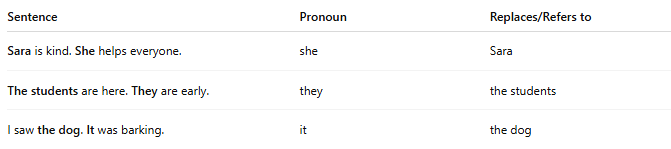 Sentence Pronoun Replaces/Refers to
Sara is kind. She helps everyone. she Sara
The students are here. They are early. they the students
I saw the dog. It was barking. it the dog